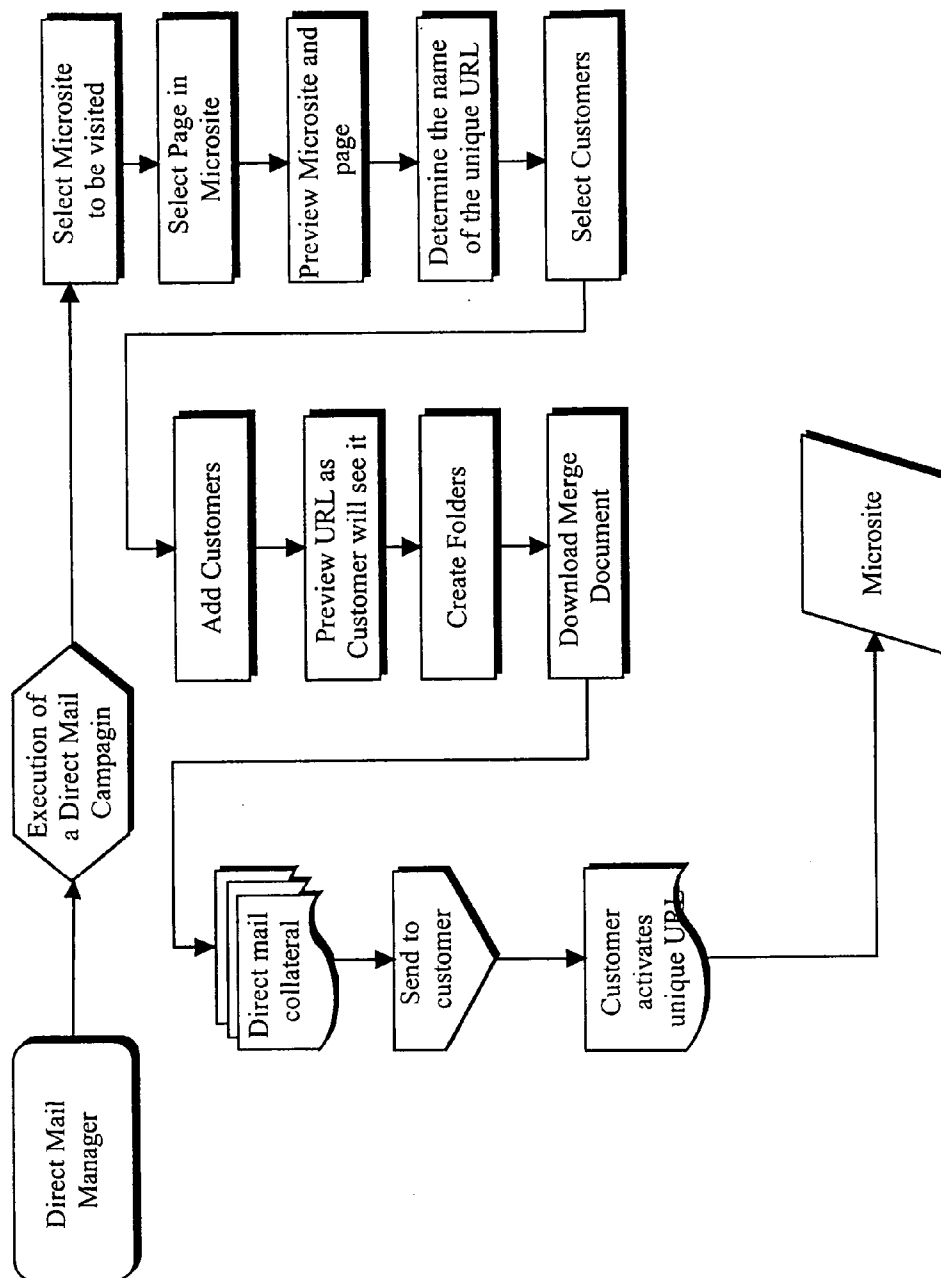 Direct Mail
Manager
Execution of
a Direct Mail
Campagin
Select Microsite
to be visited
Select Page in
Microsite
Preview Microsite and
page
Determine the name
of the unique URL
Select Customers
Add Customers
Preview URL as
Customer will see it
Create Folders
Download Merge
Document
Direct mail
collateral
Send to
customer
Customer
activates
unique URL
Microsite